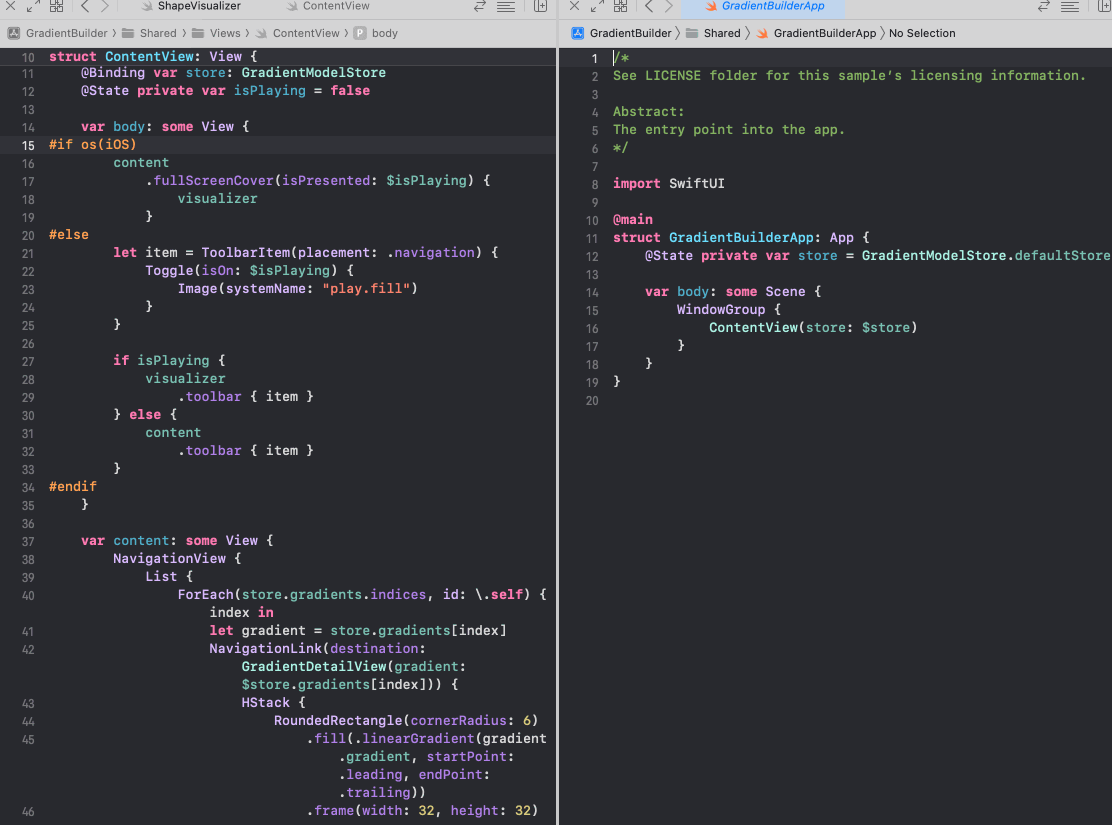 ShapeVisualizer
ContentView
GradientBuilder
Shared
Views
ContentView
P
body
10 struct ContentView: View {
11     @Binding var store: GradientModelStore
12     @State private var isPlaying = false
13
14     var body: some View {
15 #if os(iOS)
16         content
17             .fullScreenCover(isPresented: $isPlaying) {
18                 visualizer
19             }
20 #else
21         let item = ToolbarItem(placement: .navigation) {
22             Toggle(isOn: $isPlaying) {
23                 Image(systemName: "play.fill")
24             }
25         }
26
27         if isPlaying {
28             visualizer
29                 .toolbar { item }
30         } else {
31             content
32                 .toolbar { item }
33         }
34 #endif
35     }
36
37     var content: some View {
38         NavigationView {
39             List {
40                 ForEach(store.gradients.indices, id: \.self) {
                    index in
41                     let gradient = store.gradients[index]
42                     NavigationLink(destination:
                        GradientDetailView(gradient:
                        $store.gradients[index])) {
43                         HStack {
44                             RoundedRectangle(cornerRadius: 6)
45                                 .fill(.linearGradient(gradient
                                    .gradient, startPoint:
                                    .leading, endPoint:
                                    .trailing))
46                                 .frame(width: 32, height: 32)
GradientBuilderApp
GradientBuilder
Shared
GradientBuilderApp
No Selection
1 /*
2 See LICENSE folder for this sample's licensing information.
3
4 Abstract:
5 The entry point into the app.
6 */
7
8 import SwiftUI
9
10 @main
11 struct GradientBuilderApp: App {
12     @State private var store = GradientModelStore.defaultStore
13
14     var body: some Scene {
15         WindowGroup {
16             ContentView(store: $store)
17         }
18     }
19 }
20